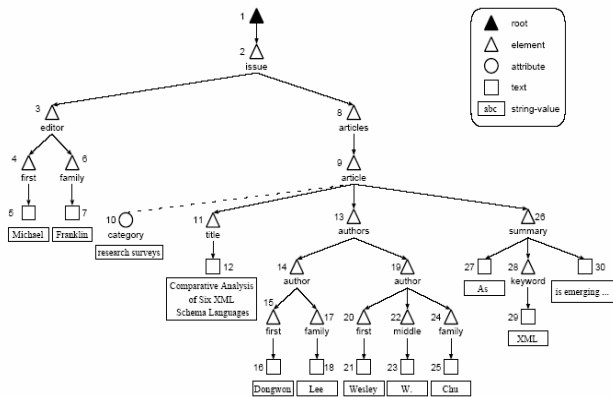 1
root
element
attribute
text
abc string-value
2
issue
3
editor
8
articles
4
first
6
family
9
article
5
7
Michael
Franklin
10
category
research surveys
11
title
13
authors
26
summary
12
Comparative Analysis
of Six XML
Schema Languages
14
author
19
author
27
As
28
keyword
30
is emerging ...
15
first
17
family
20
first
22
middle
24
family
29
XML
16
18
21
23
25
Dongwon
Lee
Wesley
W.
Chu